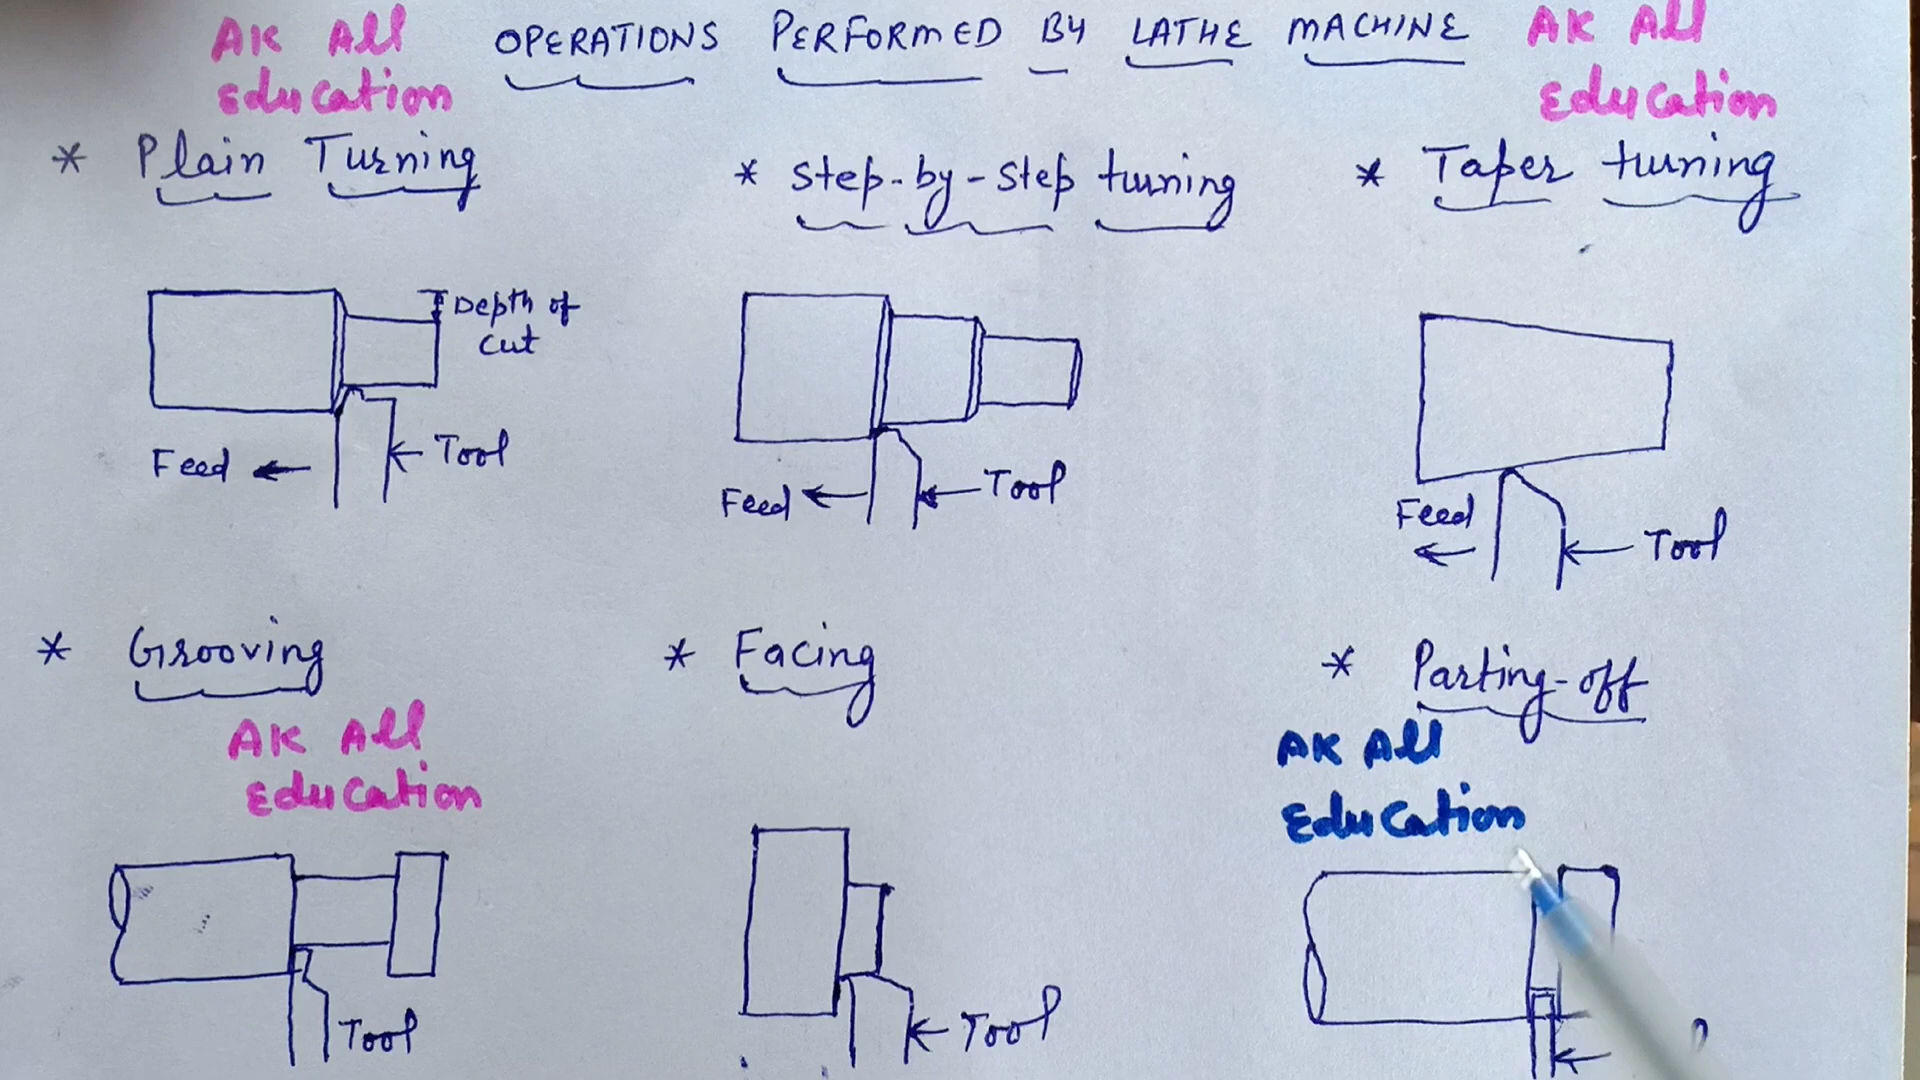 AK All
Education
OPERATIONS PERFORMED BY LATHE MACHINE
AK All
Education
* Plain Turning
* Step-by-Step turning
* Taper turning
Depth of
Cut
Feed ← ← Tool
Feed ← ← Tool
Feed
← ← Tool
* Grooving
* Facing
* Parting-off
AK All
Education
AK All
Education
Tool
← Tool
←